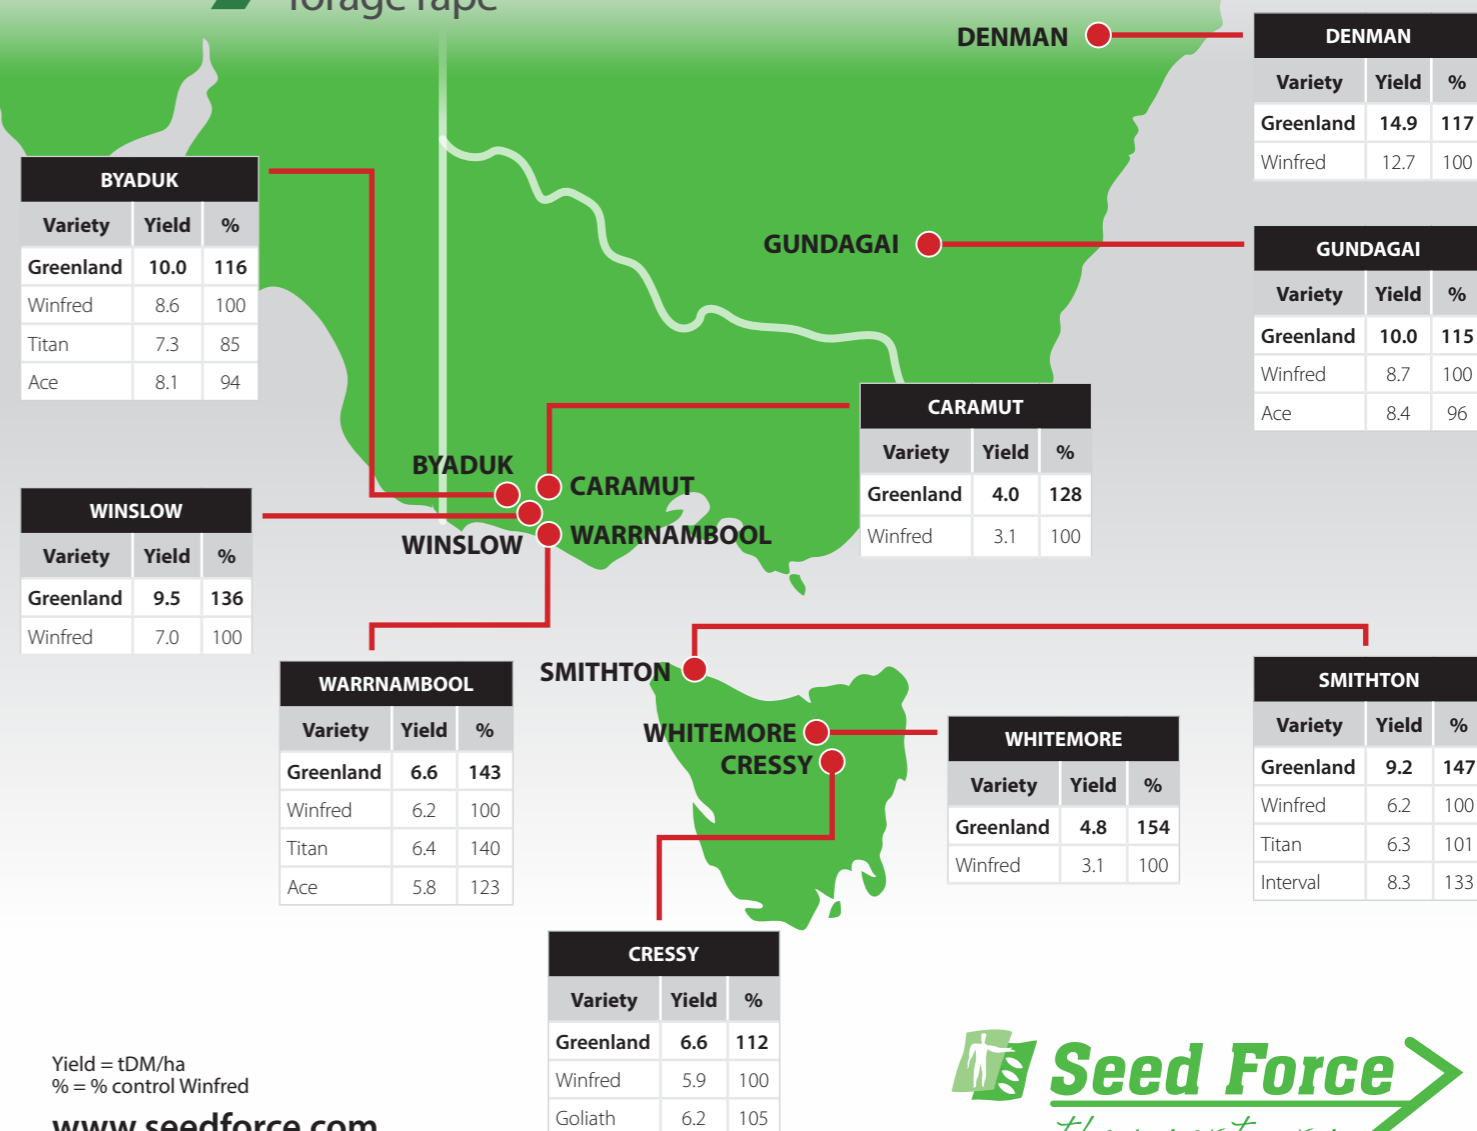 forage rape
DENMAN
DENMAN
Variety Yield %
Greenland 14.9 117
Winfred 12.7 100
BYADUK
Variety Yield %
Greenland 10.0 116
Winfred 8.6 100
Titan 7.3 85
Ace 8.1 94
GUNDAGAI
GUNDAGAI
Variety Yield %
Greenland 10.0 115
Winfred 8.7 100
Ace 8.4 96
CARAMUT
Variety Yield %
Greenland 4.0 128
Winfred 3.1 100
BYADUK
CARAMUT
WINSLOW
WARRNAMBOOL
WINSLOW
Variety Yield %
Greenland 9.5 136
Winfred 7.0 100
WARRNAMBOOL
Variety Yield %
Greenland 6.6 143
Winfred 6.2 100
Titan 6.4 140
Ace 5.8 123
SMITHTON
WHITEMORE
CRESSY
WHITEMORE
Variety Yield %
Greenland 4.8 154
Winfred 3.1 100
SMITHTON
Variety Yield %
Greenland 9.2 147
Winfred 6.2 100
Titan 6.3 101
Interval 8.3 133
CRESSY
Variety Yield %
Greenland 6.6 112
Winfred 5.9 100
Goliath 6.2 105
Yield = tDM/ha
% = % control Winfred
www.seedforce.com
Seed Force